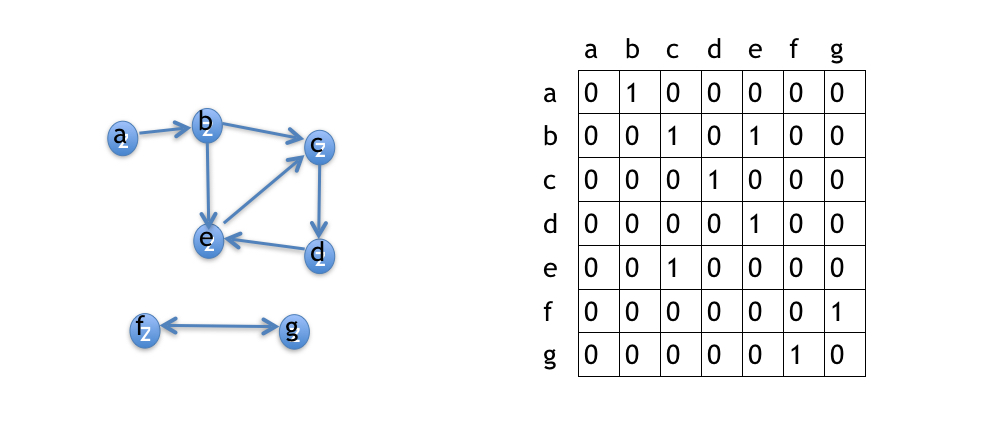 a b c d e f g
a 0 1 0 0 0 0 0
b 0 0 1 0 1 0 0
c 0 0 0 1 0 0 0
d 0 0 0 0 1 0 0
e 0 0 1 0 0 0 0
f 0 0 0 0 0 0 1
g 0 0 0 0 0 1 0
a z
b z
c z
e z
d z
f z
g z